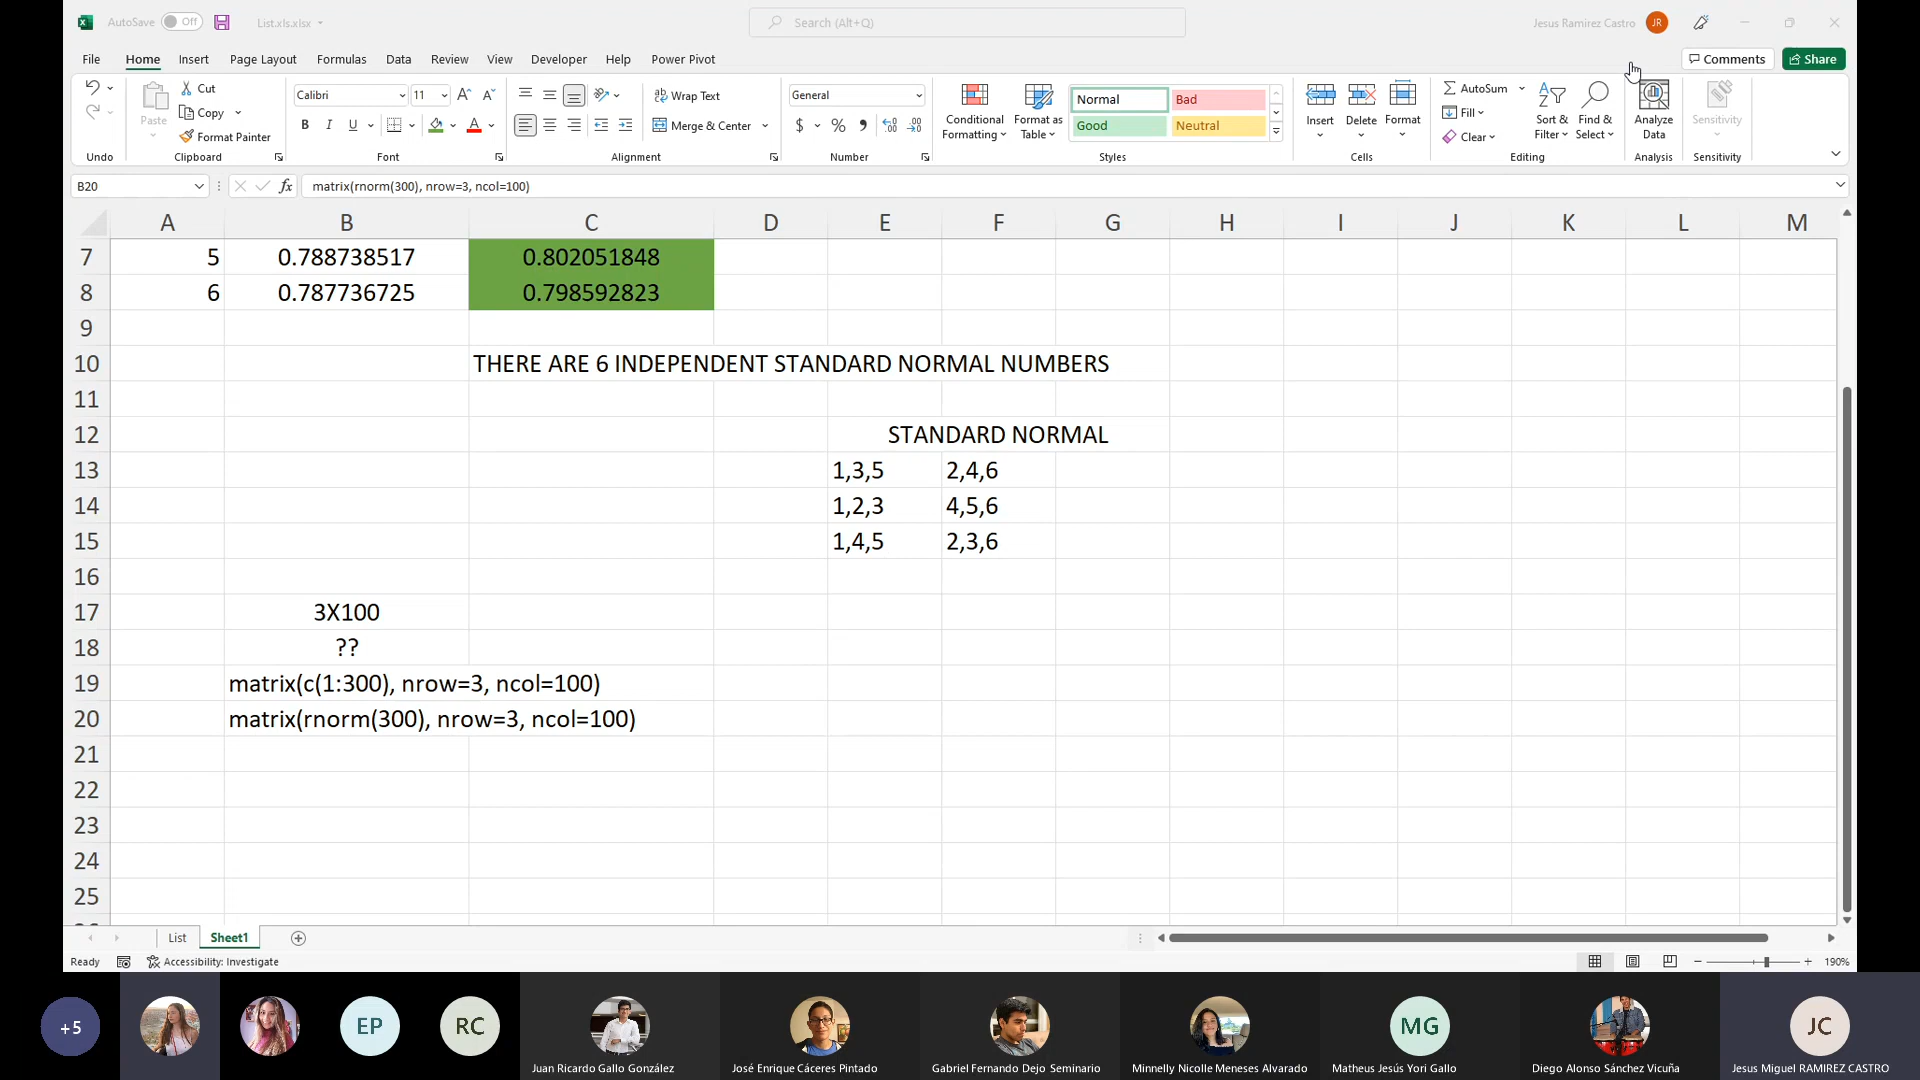 AutoSave Off List.xls.xlsx Search (Alt+Q) Jesus Ramirez Castro JR
File Home Insert Page Layout Formulas Data Review View Developer Help Power Pivot Comments Share
Cut Calibri 11 Wrap Text General Normal Bad AutoSum
Copy Fill
Paste Format Painter B I U Merge & Center $ % Conditional Formatting Format as Table Good Neutral Insert Delete Format Clear Sort & Filter Find & Select Analyze Data Sensitivity
Undo Clipboard Font Alignment Number Styles Cells Editing Analysis Sensitivity
B20 fx matrix(rnorm(300), nrow=3, ncol=100)
A B C D E F G H I J K L M
7 5 0.788738517 0.802051848
8 6 0.787736725 0.798592823
9
10 THERE ARE 6 INDEPENDENT STANDARD NORMAL NUMBERS
11
12 STANDARD NORMAL
13 1,3,5 2,4,6
14 1,2,3 4,5,6
15 1,4,5 2,3,6
16
17 3X100
18 ??
19 matrix(c(1:300), nrow=3, ncol=100)
20 matrix(rnorm(300), nrow=3, ncol=100)
21
22
23
24
25
List Sheet1
Ready Accessibility: Investigate 190%
+5 EP RC MG JC
Juan Ricardo Gallo González José Enrique Cáceres Pintado Gabriel Fernando Dejo Seminario Minnelly Nicolle Meneses Alvarado Matheus Jesús Yori Gallo Diego Alonso Sánchez Vicuña Jesus Miguel RAMIREZ CASTRO